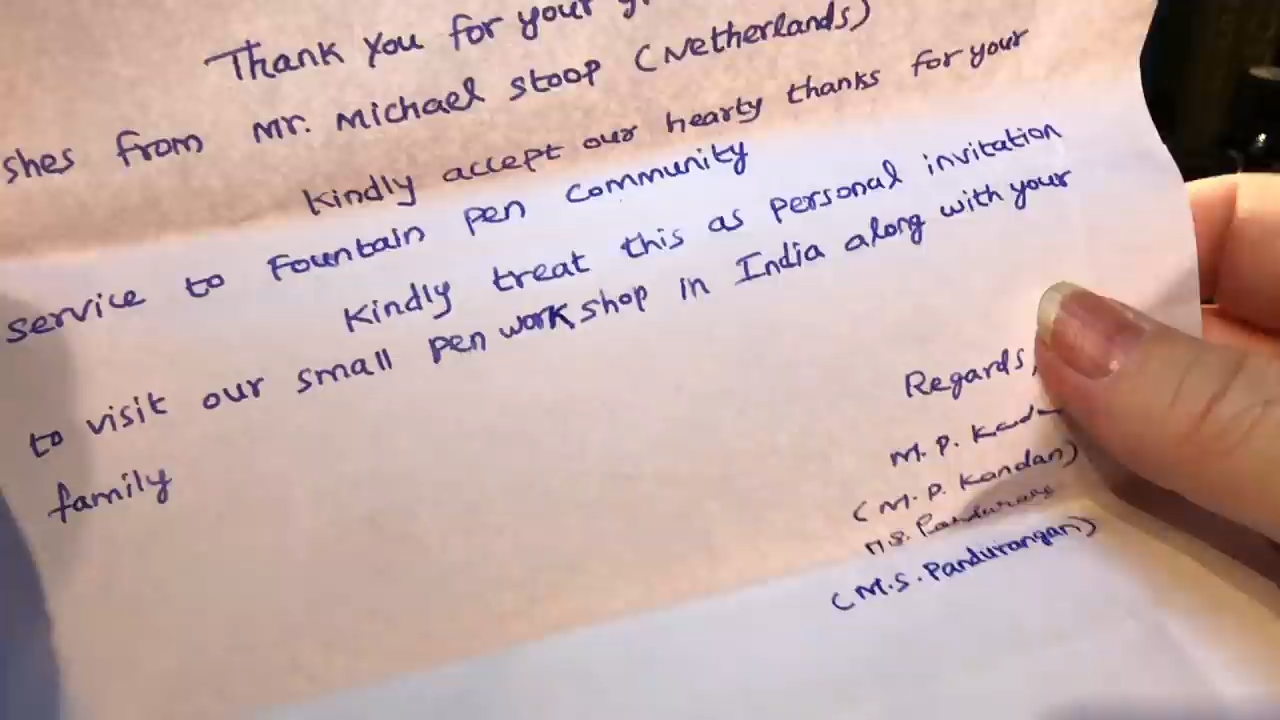 Thank you for your
shes from Mr. Michael Stoop (Netherlands)
Kindly accept our hearty thanks for your
service to Fountain pen community
Kindly treat this as personal invitation
to visit our small pen workshop in India along with your
family
Regards,
M. P.
(M. P. Kandan)
M.S.
(M.S. Pandurangan)